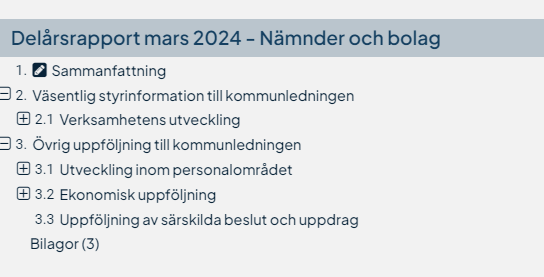 Delårsrapport mars 2024 – Nämnder och bolag
1. Sammanfattning
2. Väsentlig styrinformation till kommunledningen
2.1 Verksamhetens utveckling
3. Övrig uppföljning till kommunledningen
3.1 Utveckling inom personalområdet
3.2 Ekonomisk uppföljning
3.3 Uppföljning av särskilda beslut och uppdrag
Bilagor (3)